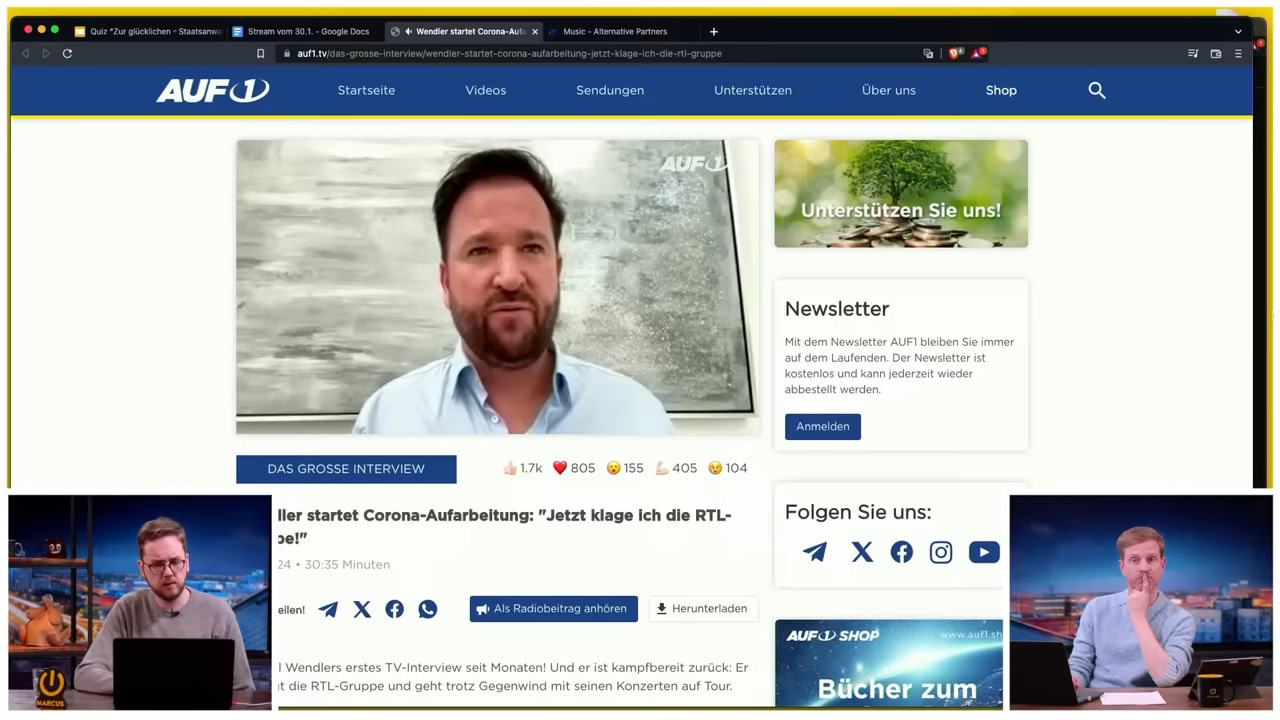 Quiz "Zur glücklichen – Staatsanwa
Stream vom 30.1. - Google Docs
Wendler startet Corona-Aufa
Music - Alternative Partners
auf1.tv/das-grosse-interview/wendler-startet-corona-aufarbeitung-jetzt-klage-ich-die-rtl-gruppe
AUF1
Startseite
Videos
Sendungen
Unterstützen
Über uns
Shop
AUF1
Unterstützen Sie uns!
Newsletter
Mit dem Newsletter AUF1 bleiben Sie immer
auf dem Laufenden. Der Newsletter ist
kostenlos und kann jederzeit wieder
abbestellt werden.
Anmelden
DAS GROSSE INTERVIEW
1.7k
805
155
405
104
ller startet Corona-Aufarbeitung: "Jetzt klage ich die RTL-
pe!"
24 • 30:35 Minuten
eilen!
Als Radiobeitrag anhören
Herunterladen
l Wendlers erstes TV-Interview seit Monaten! Und er ist kampfbereit zurück: Er
t die RTL-Gruppe und geht trotz Gegenwind mit seinen Konzerten auf Tour.
Folgen Sie uns:
AUF1 SHOP
www.auf1.sh
Bücher zum
MARCUS